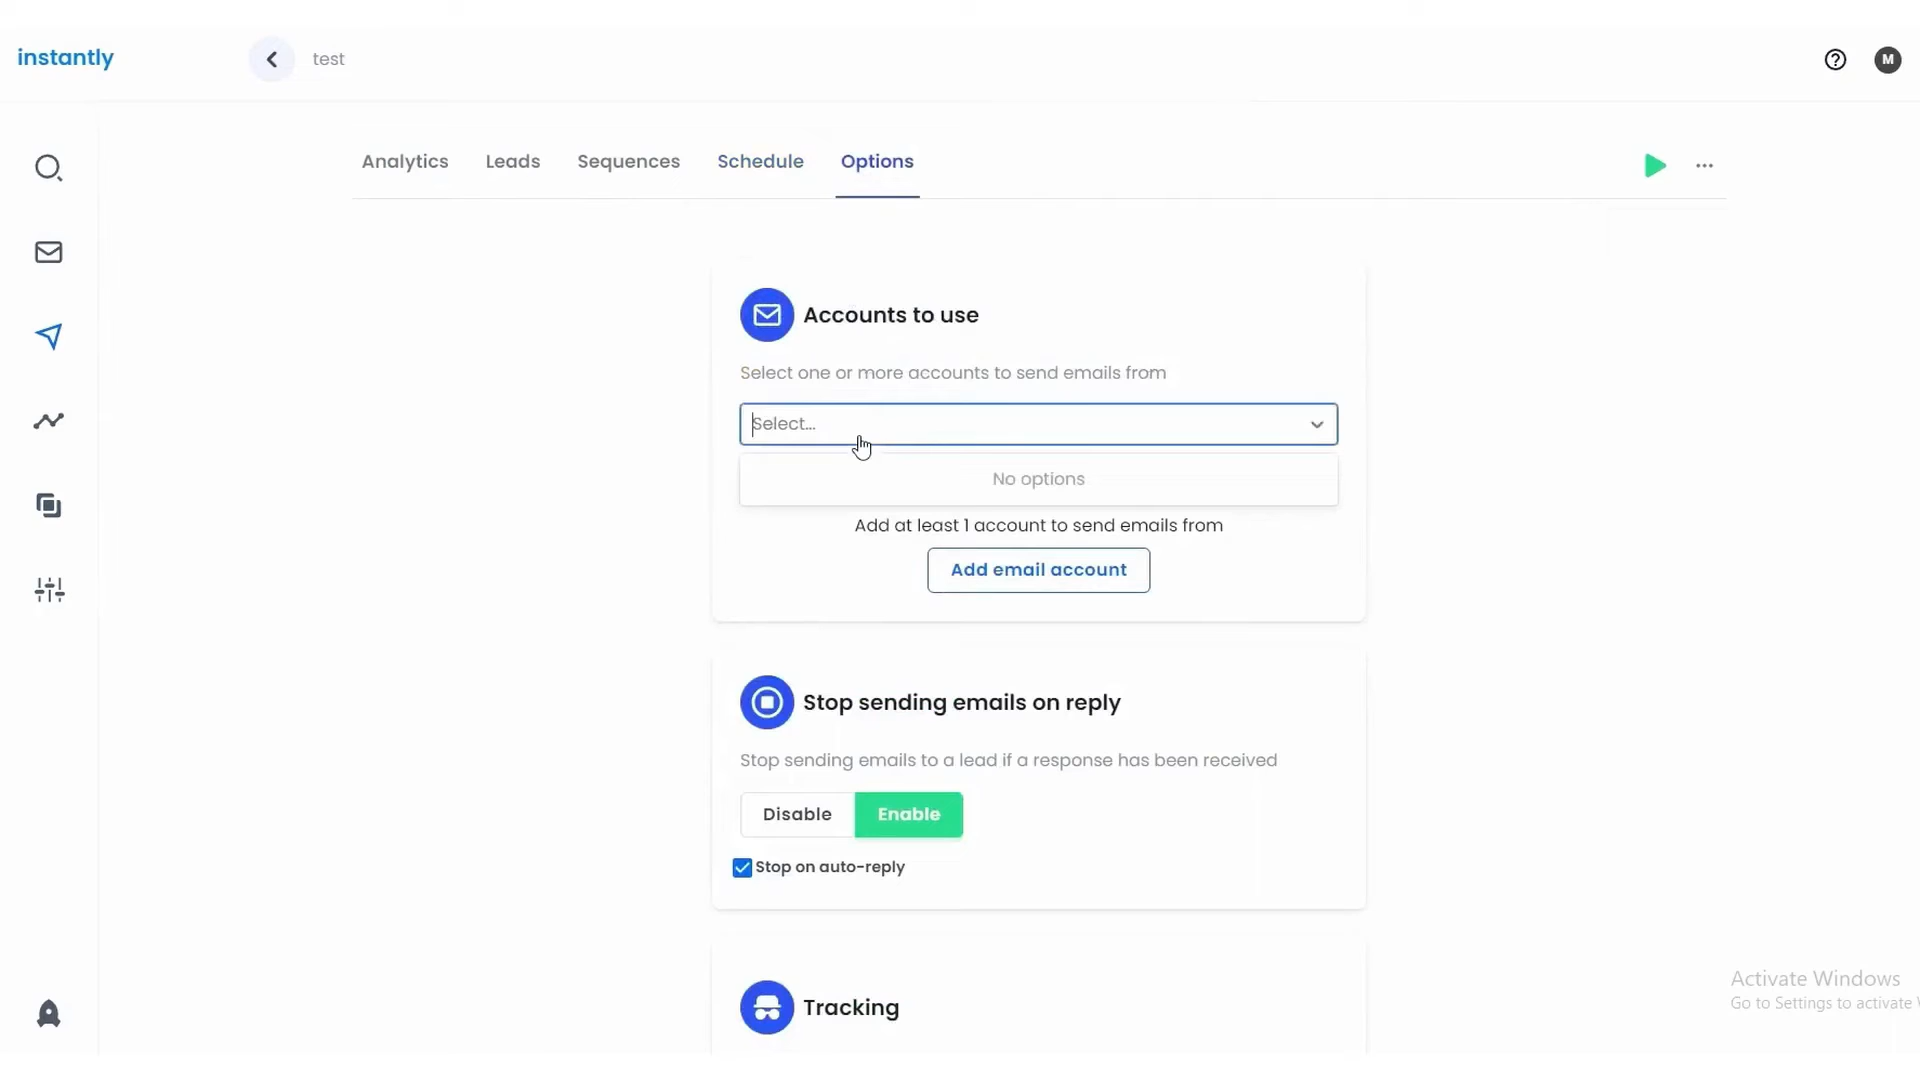 instantly
test
M
Analytics
Leads
Sequences
Schedule
Options
Accounts to use
Select one or more accounts to send emails from
Select...
No options
Add at least 1 account to send emails from
Add email account
Stop sending emails on reply
Stop sending emails to a lead if a response has been received
Disable
Enable
Stop on auto-reply
Tracking
Activate Windows
Go to Settings to activate